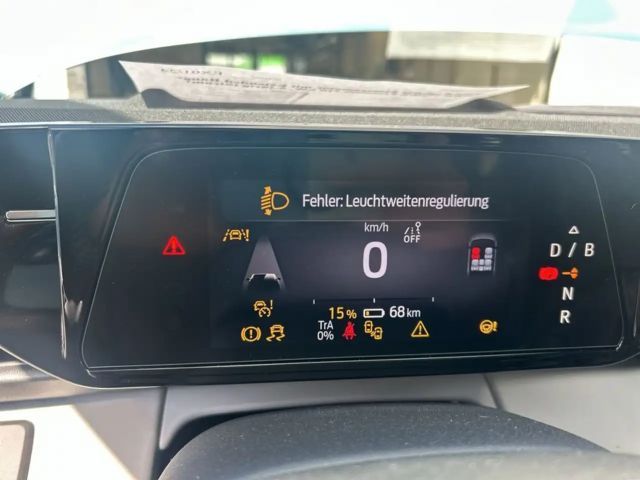 Fehler: Leuchtweitenregulierung
km/h
OFF
0
D / B
N
R
15 % 68 km
TrA
0%